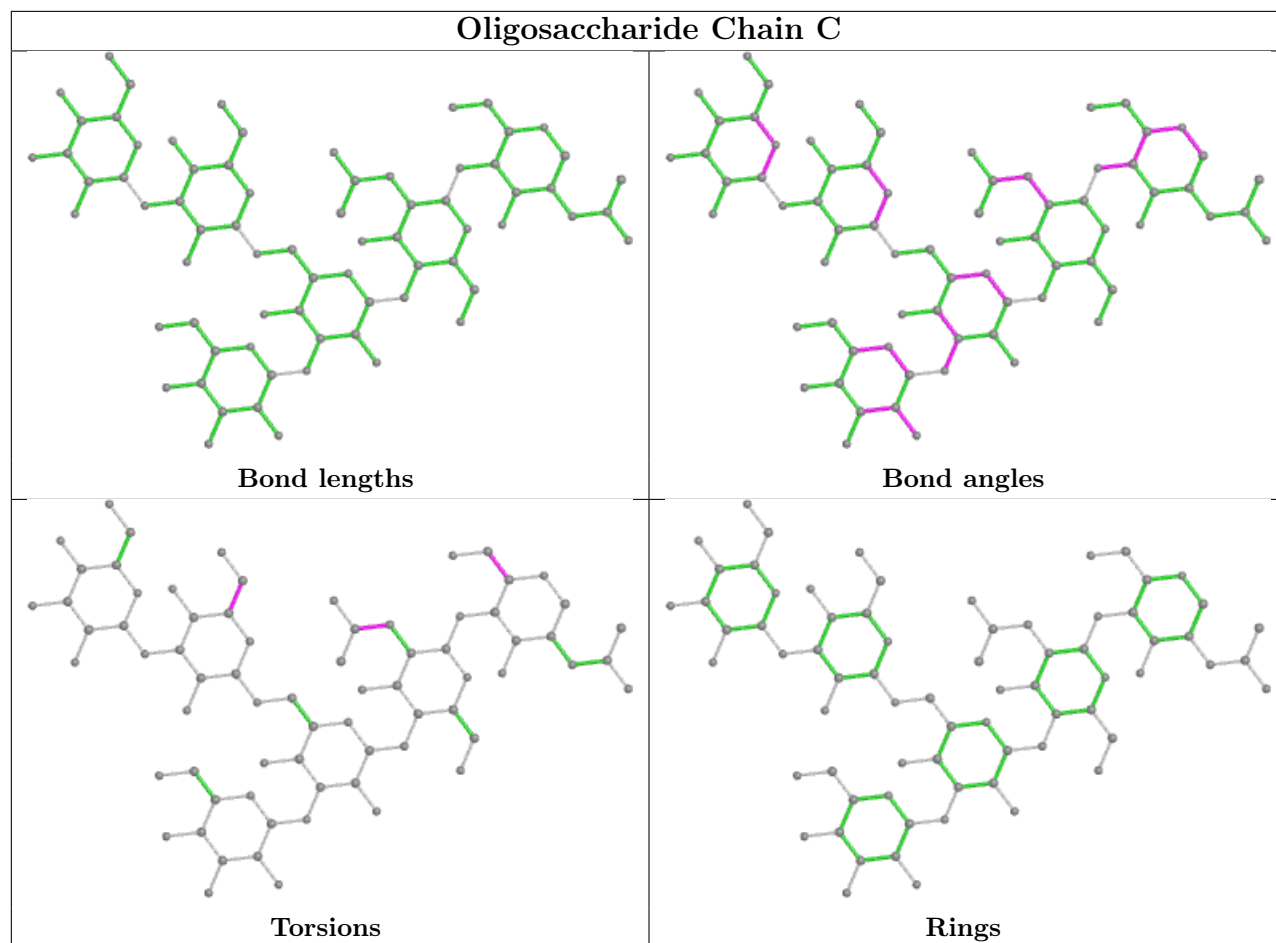 Oligosaccharide Chain C
Bond lengths
Bond angles
Torsions
Rings